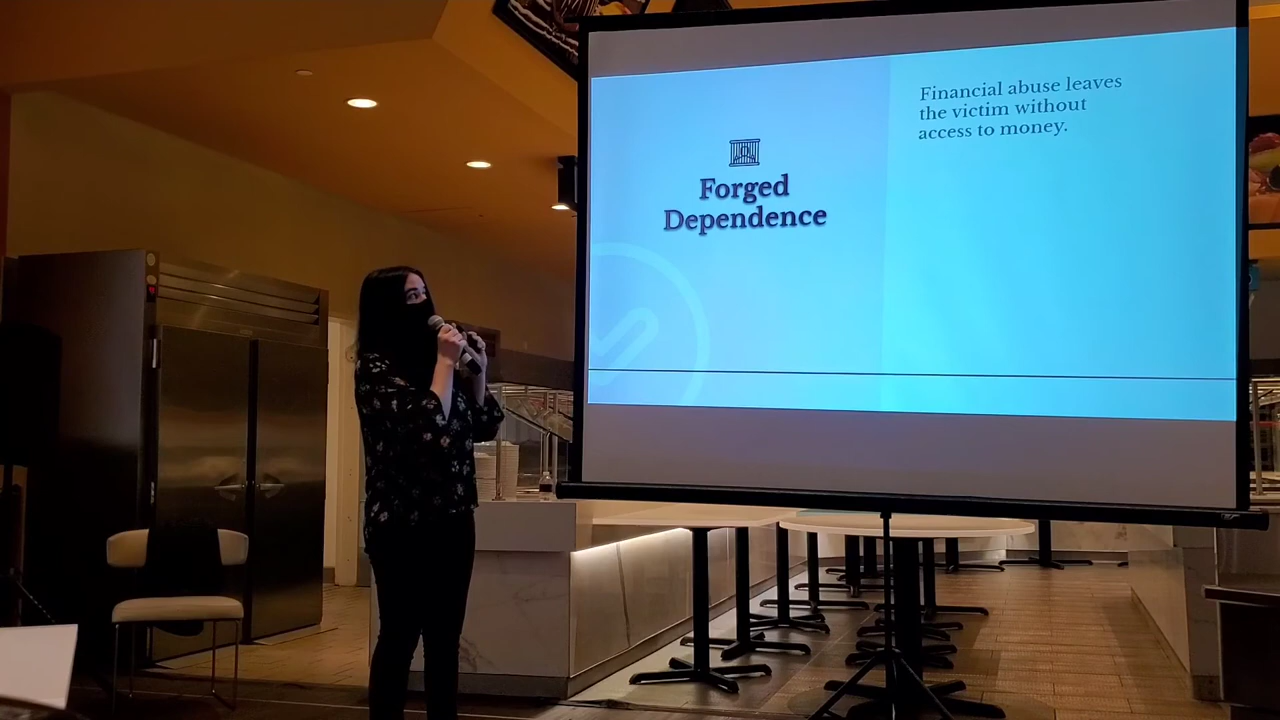 Forged
Dependence
Financial abuse leaves
the victim without
access to money.